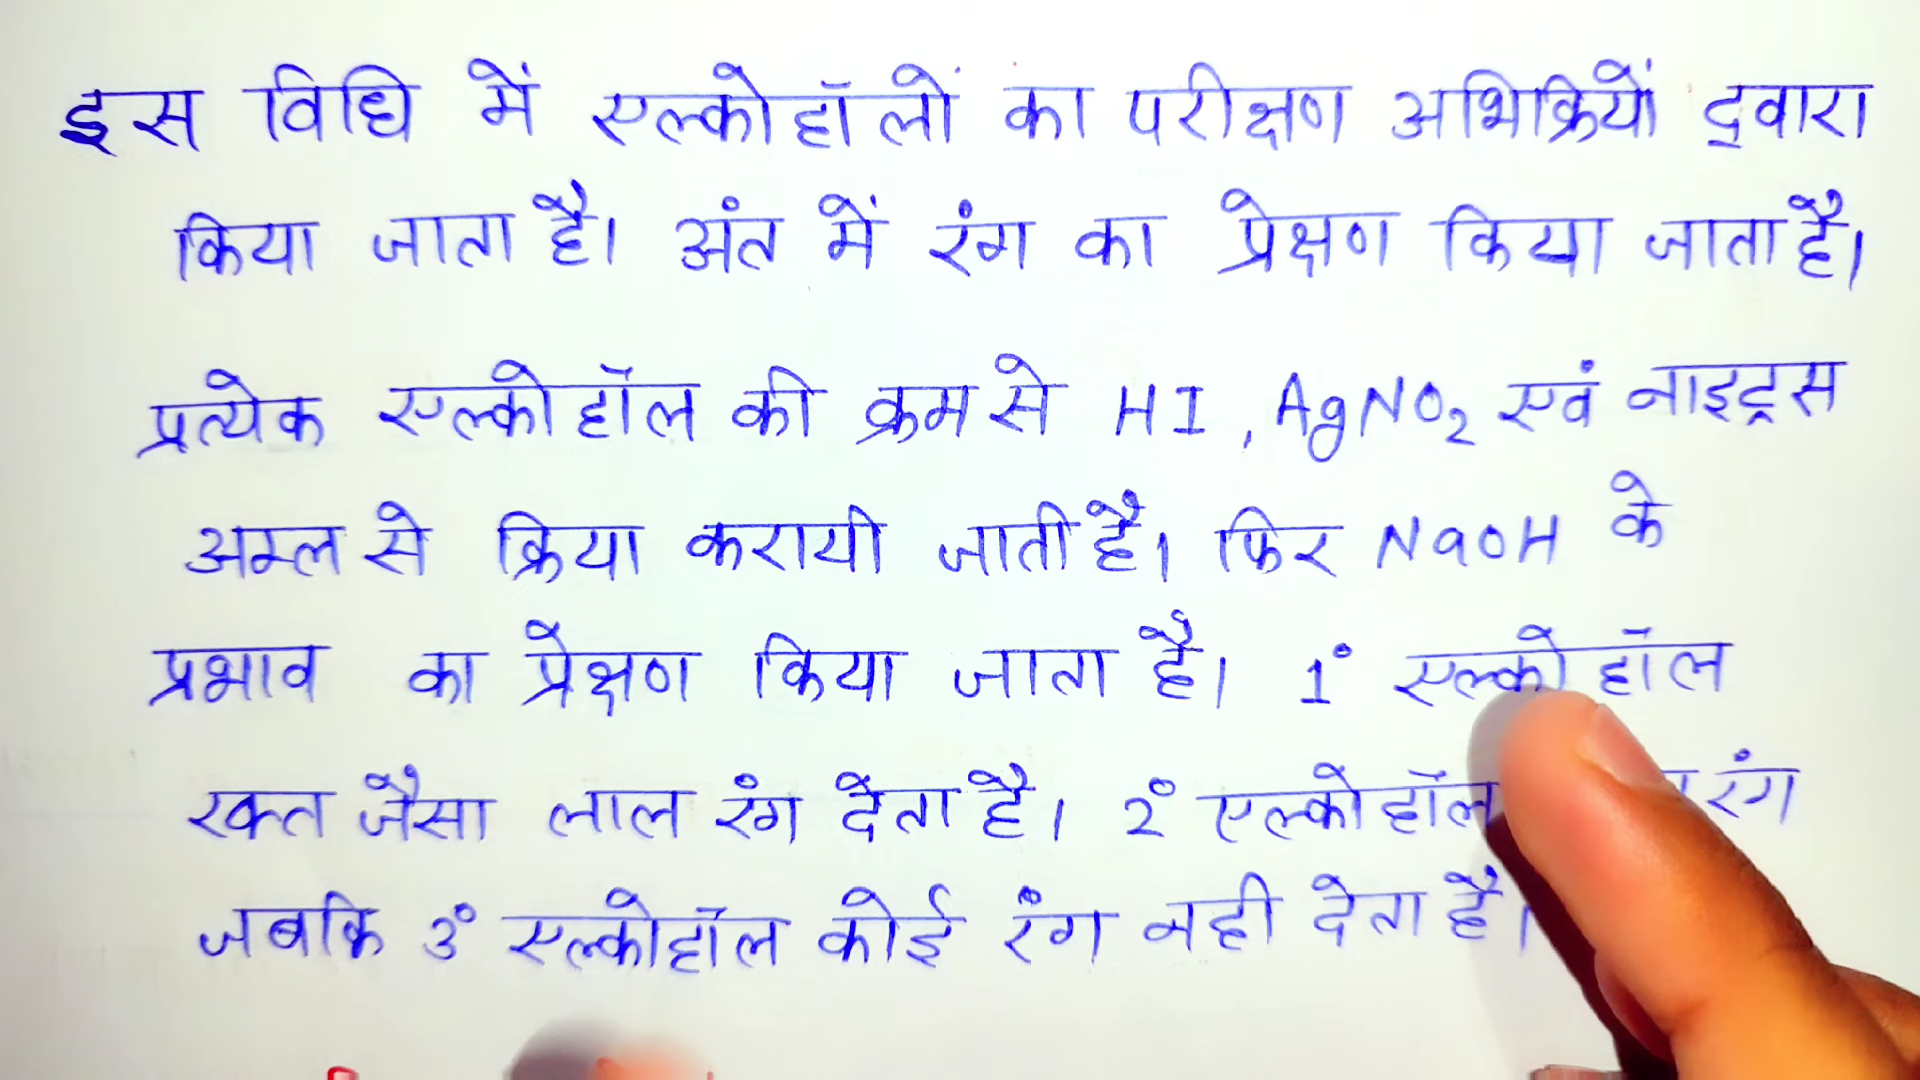 इस विधि में एल्कोहॉलों का परीक्षण अभिक्रियों द्वारा
किया जाता है। अंत में रंग का प्रेक्षण किया जाता है।
प्रत्येक एल्कोहॉल की क्रम से HI, AgNO₂ एवं नाइट्रस
अम्ल से क्रिया करायी जाती है। फिर NaOH के
प्रभाव का प्रेक्षण किया जाता है। 1° एल्कोहॉल
रक्त जैसा लाल रंग देता है। 2° एल्कोहॉल रंग
जबकि 3° एल्कोहॉल कोई रंग नही देता है।